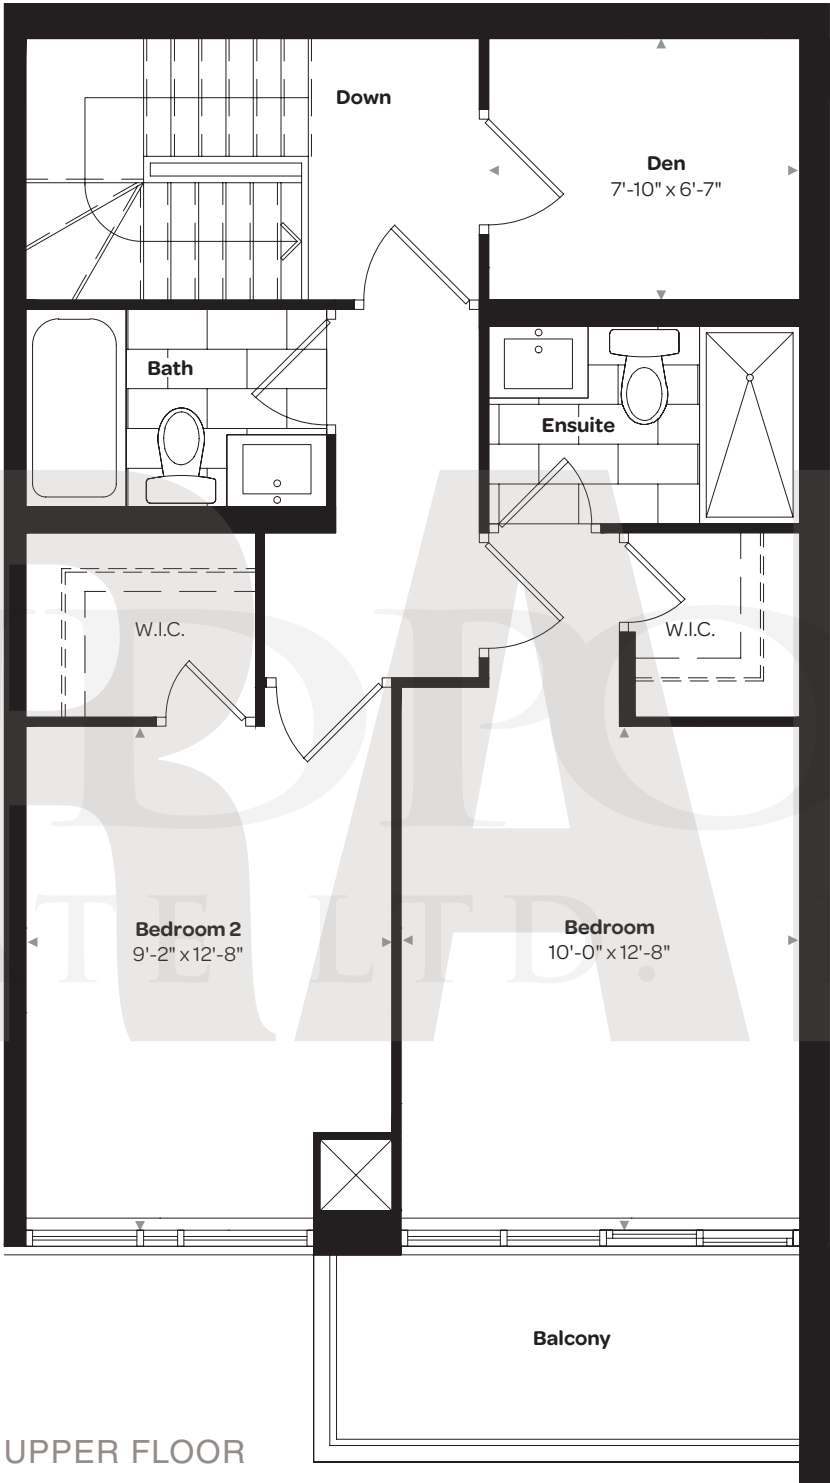 Down
Den
7'-10" x 6'-7"
Bath
Ensuite
W.I.C.
W.I.C.
Bedroom 2
9'-2" x 12'-8"
Bedroom
10'-0" x 12'-8"
LTD.
Balcony
UPPER FLOOR